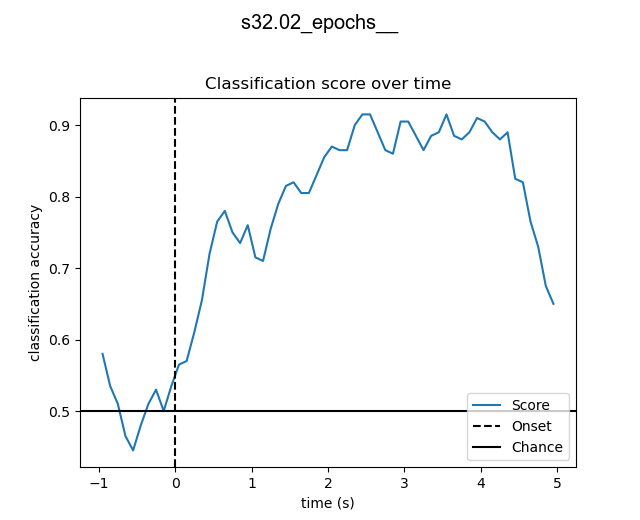 s32.02_epochs__
Classification score over time
classification accuracy
0.9
0.8
0.7
0.6
0.5
Score
Onset
Chance
−1
0
1
2
3
4
5
time (s)